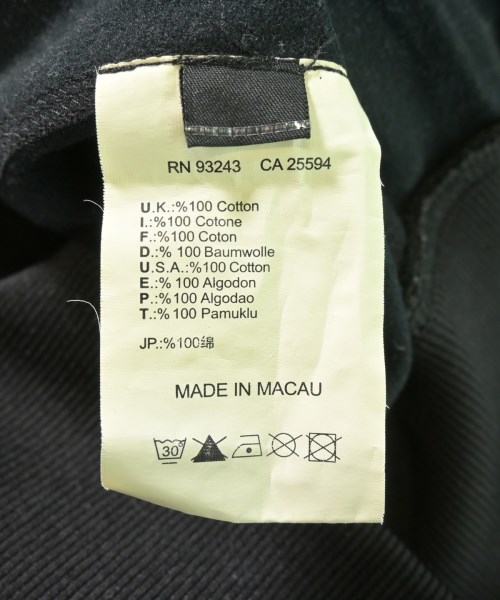 RN 93243 CA 25594
U.K.:%100 Cotton
I.:%100 Cotone
F.:%100 Coton
D.:% 100 Baumwolle
U.S.A.:%100 Cotton
E.:%100 Algodon
P.:%100 Algodao
T.:%100 Pamuklu
JP.:%100綿
MADE IN MACAU
30°